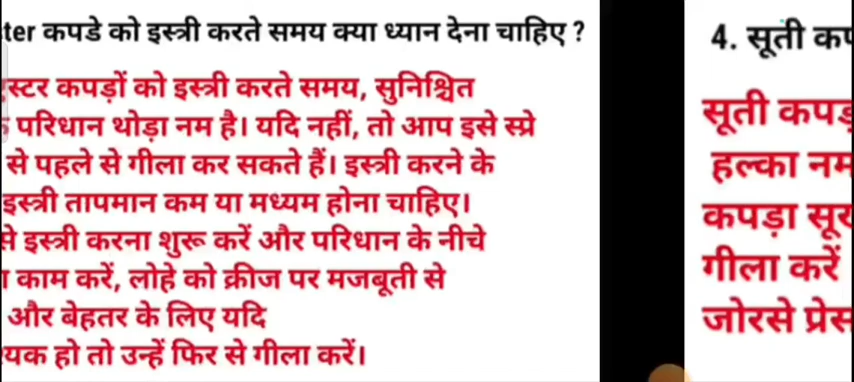 ter कपडे को इस्त्री करते समय क्या ध्यान देना चाहिए ?
स्टर कपड़ों को इस्त्री करते समय, सुनिश्चित
परिधान थोड़ा नम है। यदि नहीं, तो आप इसे स्प्रे
से पहले से गीला कर सकते हैं। इस्त्री करने के
इस्त्री तापमान कम या मध्यम होना चाहिए।
से इस्त्री करना शुरू करें और परिधान के नीचे
काम करें, लोहे को क्रीज पर मजबूती से
और बेहतर के लिए यदि
यक हो तो उन्हें फिर से गीला करें।
4. सूती कप
सूती कपड़
हल्का नम
कपड़ा सूख
गीला करें
जोरसे प्रेस